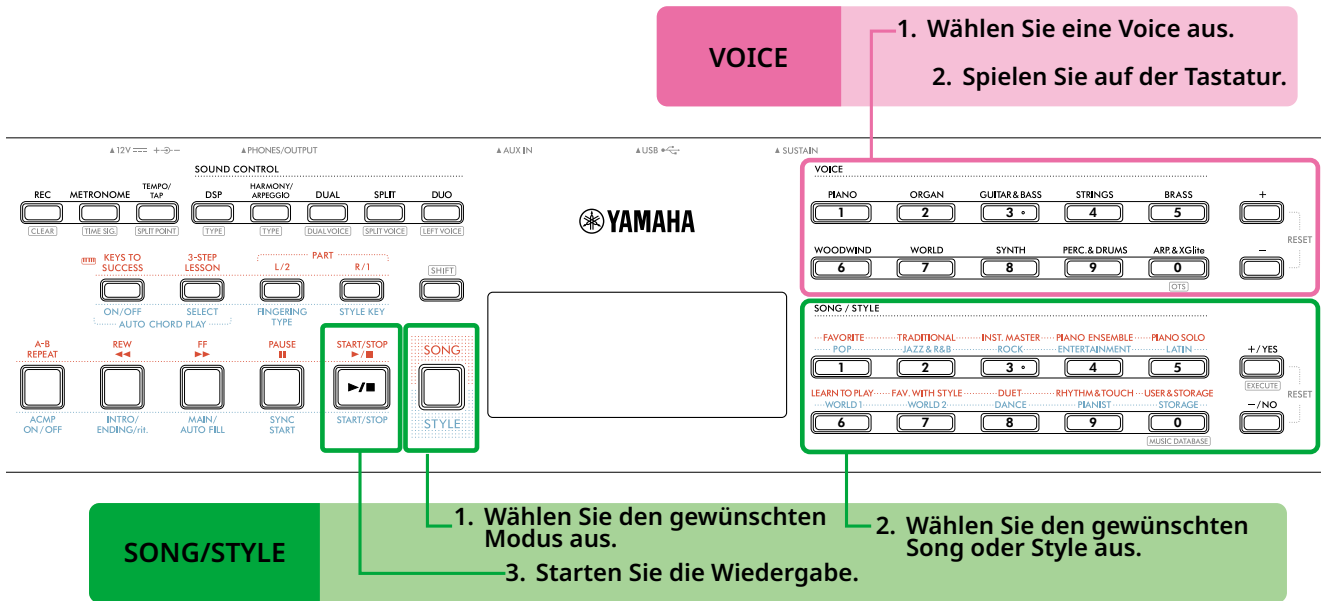 VOICE
1. Wählen Sie eine Voice aus.
2. Spielen Sie auf der Tastatur.
12V
PHONES/OUTPUT
AUX IN
USB
SUSTAIN
SOUND CONTROL
REC METRONOME TEMPO/TAP DSP HARMONY/ARPEGGIO DUAL SPLIT DUO
CLEAR TIME SIG. SPLIT POINT TYPE TYPE DUAL VOICE SPLIT VOICE LEFT VOICE
KEYS TO SUCCESS 3-STEP LESSON PART L/2 R/1 SHIFT
ON/OFF SELECT FINGERING TYPE STYLE KEY
AUTO CHORD PLAY
A-B REPEAT REW ◀◀ FF ▶▶ PAUSE START/STOP ▶/■ SONG
▶/■
ACMP ON/OFF INTRO/ENDING/rit. MAIN/AUTO FILL SYNC START START/STOP STYLE
YAMAHA
VOICE
PIANO ORGAN GUITAR & BASS STRINGS BRASS +
1 2 3 4 5
RESET
WOODWIND WORLD SYNTH PERC. & DRUMS ARP. & XGlite −
6 7 8 9 0
OTS
SONG / STYLE
FAVORITE TRADITIONAL INST. MASTER PIANO ENSEMBLE PIANO SOLO
POP JAZZ & R&B ROCK ENTERTAINMENT LATIN +/YES
1 2 3 4 5
EXECUTE
RESET
LEARN TO PLAY FAV. WITH STYLE DUET RHYTHM & TOUCH USER & STORAGE
WORLD 1 WORLD 2 DANCE PIANIST STORAGE −/NO
6 7 8 9 0
MUSIC DATABASE
SONG/STYLE
1. Wählen Sie den gewünschten
Modus aus.
3. Starten Sie die Wiedergabe.
2. Wählen Sie den gewünschten
Song oder Style aus.